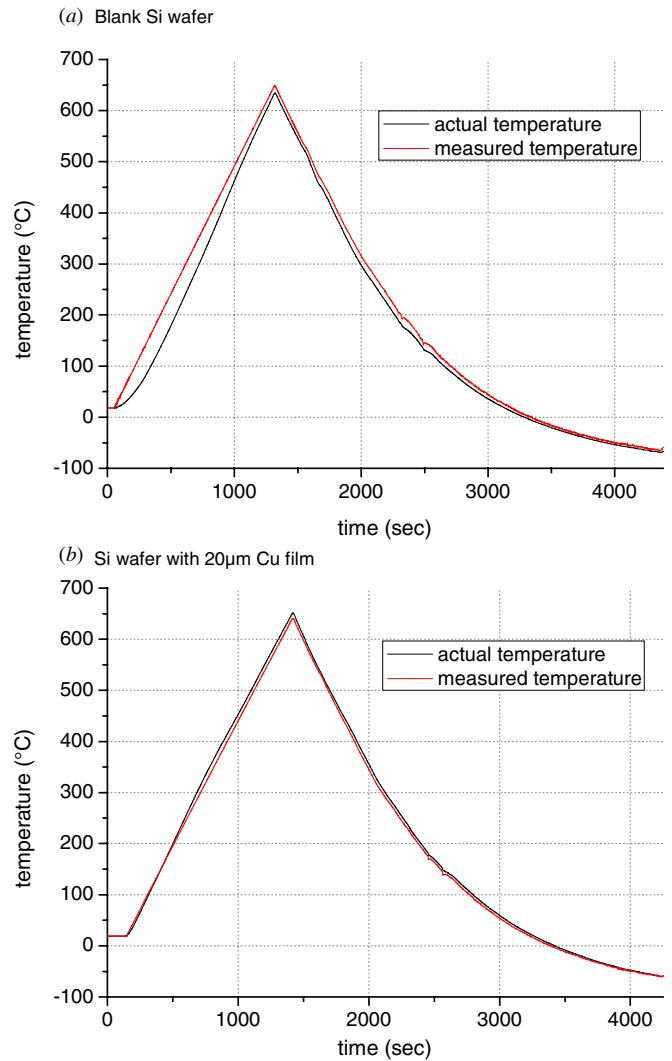 (a) Blank Si wafer
700
600
500
400
300
200
100
0
-100
temperature (°C)
actual temperature
measured temperature
0 1000 2000 3000 4000
time (sec)
(b) Si wafer with 20μm Cu film
700
600
500
400
300
200
100
0
-100
temperature (°C)
actual temperature
measured temperature
0 1000 2000 3000 4000
time (sec)